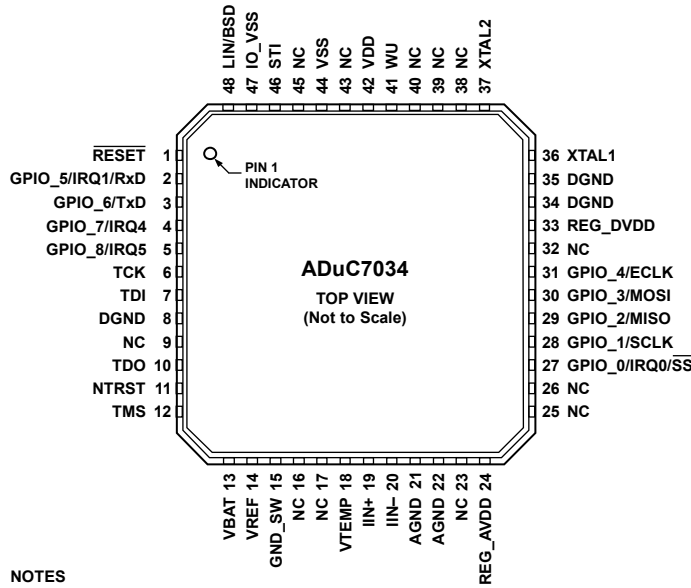 48 LIN/BSD
47 IO_VSS
46 STI
45 NC
44 VSS
43 NC
42 VDD
41 WU
40 NC
39 NC
38 NC
37 XTAL2
RESET 1
GPIO_5/IRQ1/RxD 2
GPIO_6/TxD 3
GPIO_7/IRQ4 4
GPIO_8/IRQ5 5
TCK 6
TDI 7
DGND 8
NC 9
TDO 10
NTRST 11
TMS 12
PIN 1
INDICATOR
ADuC7034
TOP VIEW
(Not to Scale)
36 XTAL1
35 DGND
34 DGND
33 REG_DVDD
32 NC
31 GPIO_4/ECLK
30 GPIO_3/MOSI
29 GPIO_2/MISO
28 GPIO_1/SCLK
27 GPIO_0/IRQ0/SS
26 NC
25 NC
VBAT 13
VREF 14
GND_SW 15
NC 16
NC 17
VTEMP 18
IIN+ 19
IIN– 20
AGND 21
AGND 22
NC 23
REG_AVDD 24
NOTES